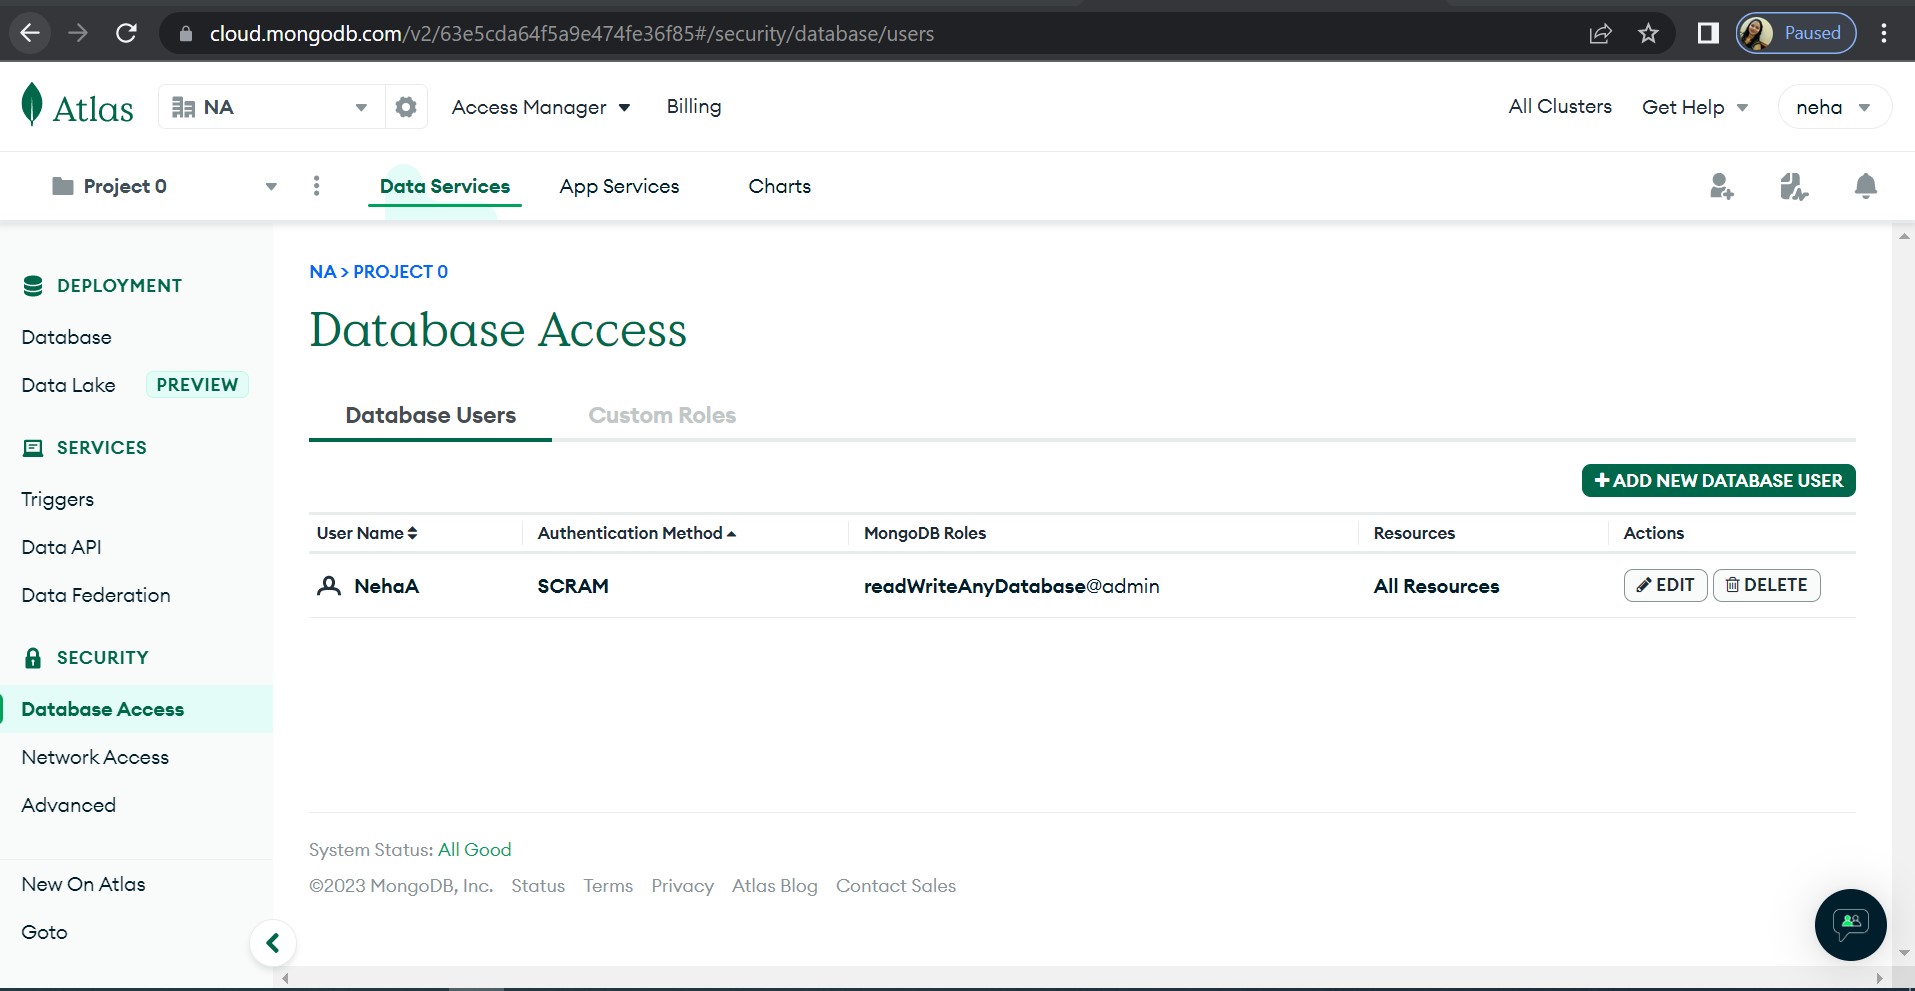 cloud.mongodb.com/v2/63e5cda64f5a9e474fe36f85#/security/database/users
Paused
Atlas
NA
Access Manager
Billing
All Clusters
Get Help
neha
Project 0
Data Services
App Services
Charts
DEPLOYMENT
Database
Data Lake PREVIEW
SERVICES
Triggers
Data API
Data Federation
SECURITY
Database Access
Network Access
Advanced
New On Atlas
Goto
NA > PROJECT 0
Database Access
Database Users Custom Roles
+ ADD NEW DATABASE USER
User Name Authentication Method MongoDB Roles Resources Actions
NehaA SCRAM readWriteAnyDatabase@admin All Resources EDIT DELETE
System Status: All Good
©2023 MongoDB, Inc. Status Terms Privacy Atlas Blog Contact Sales